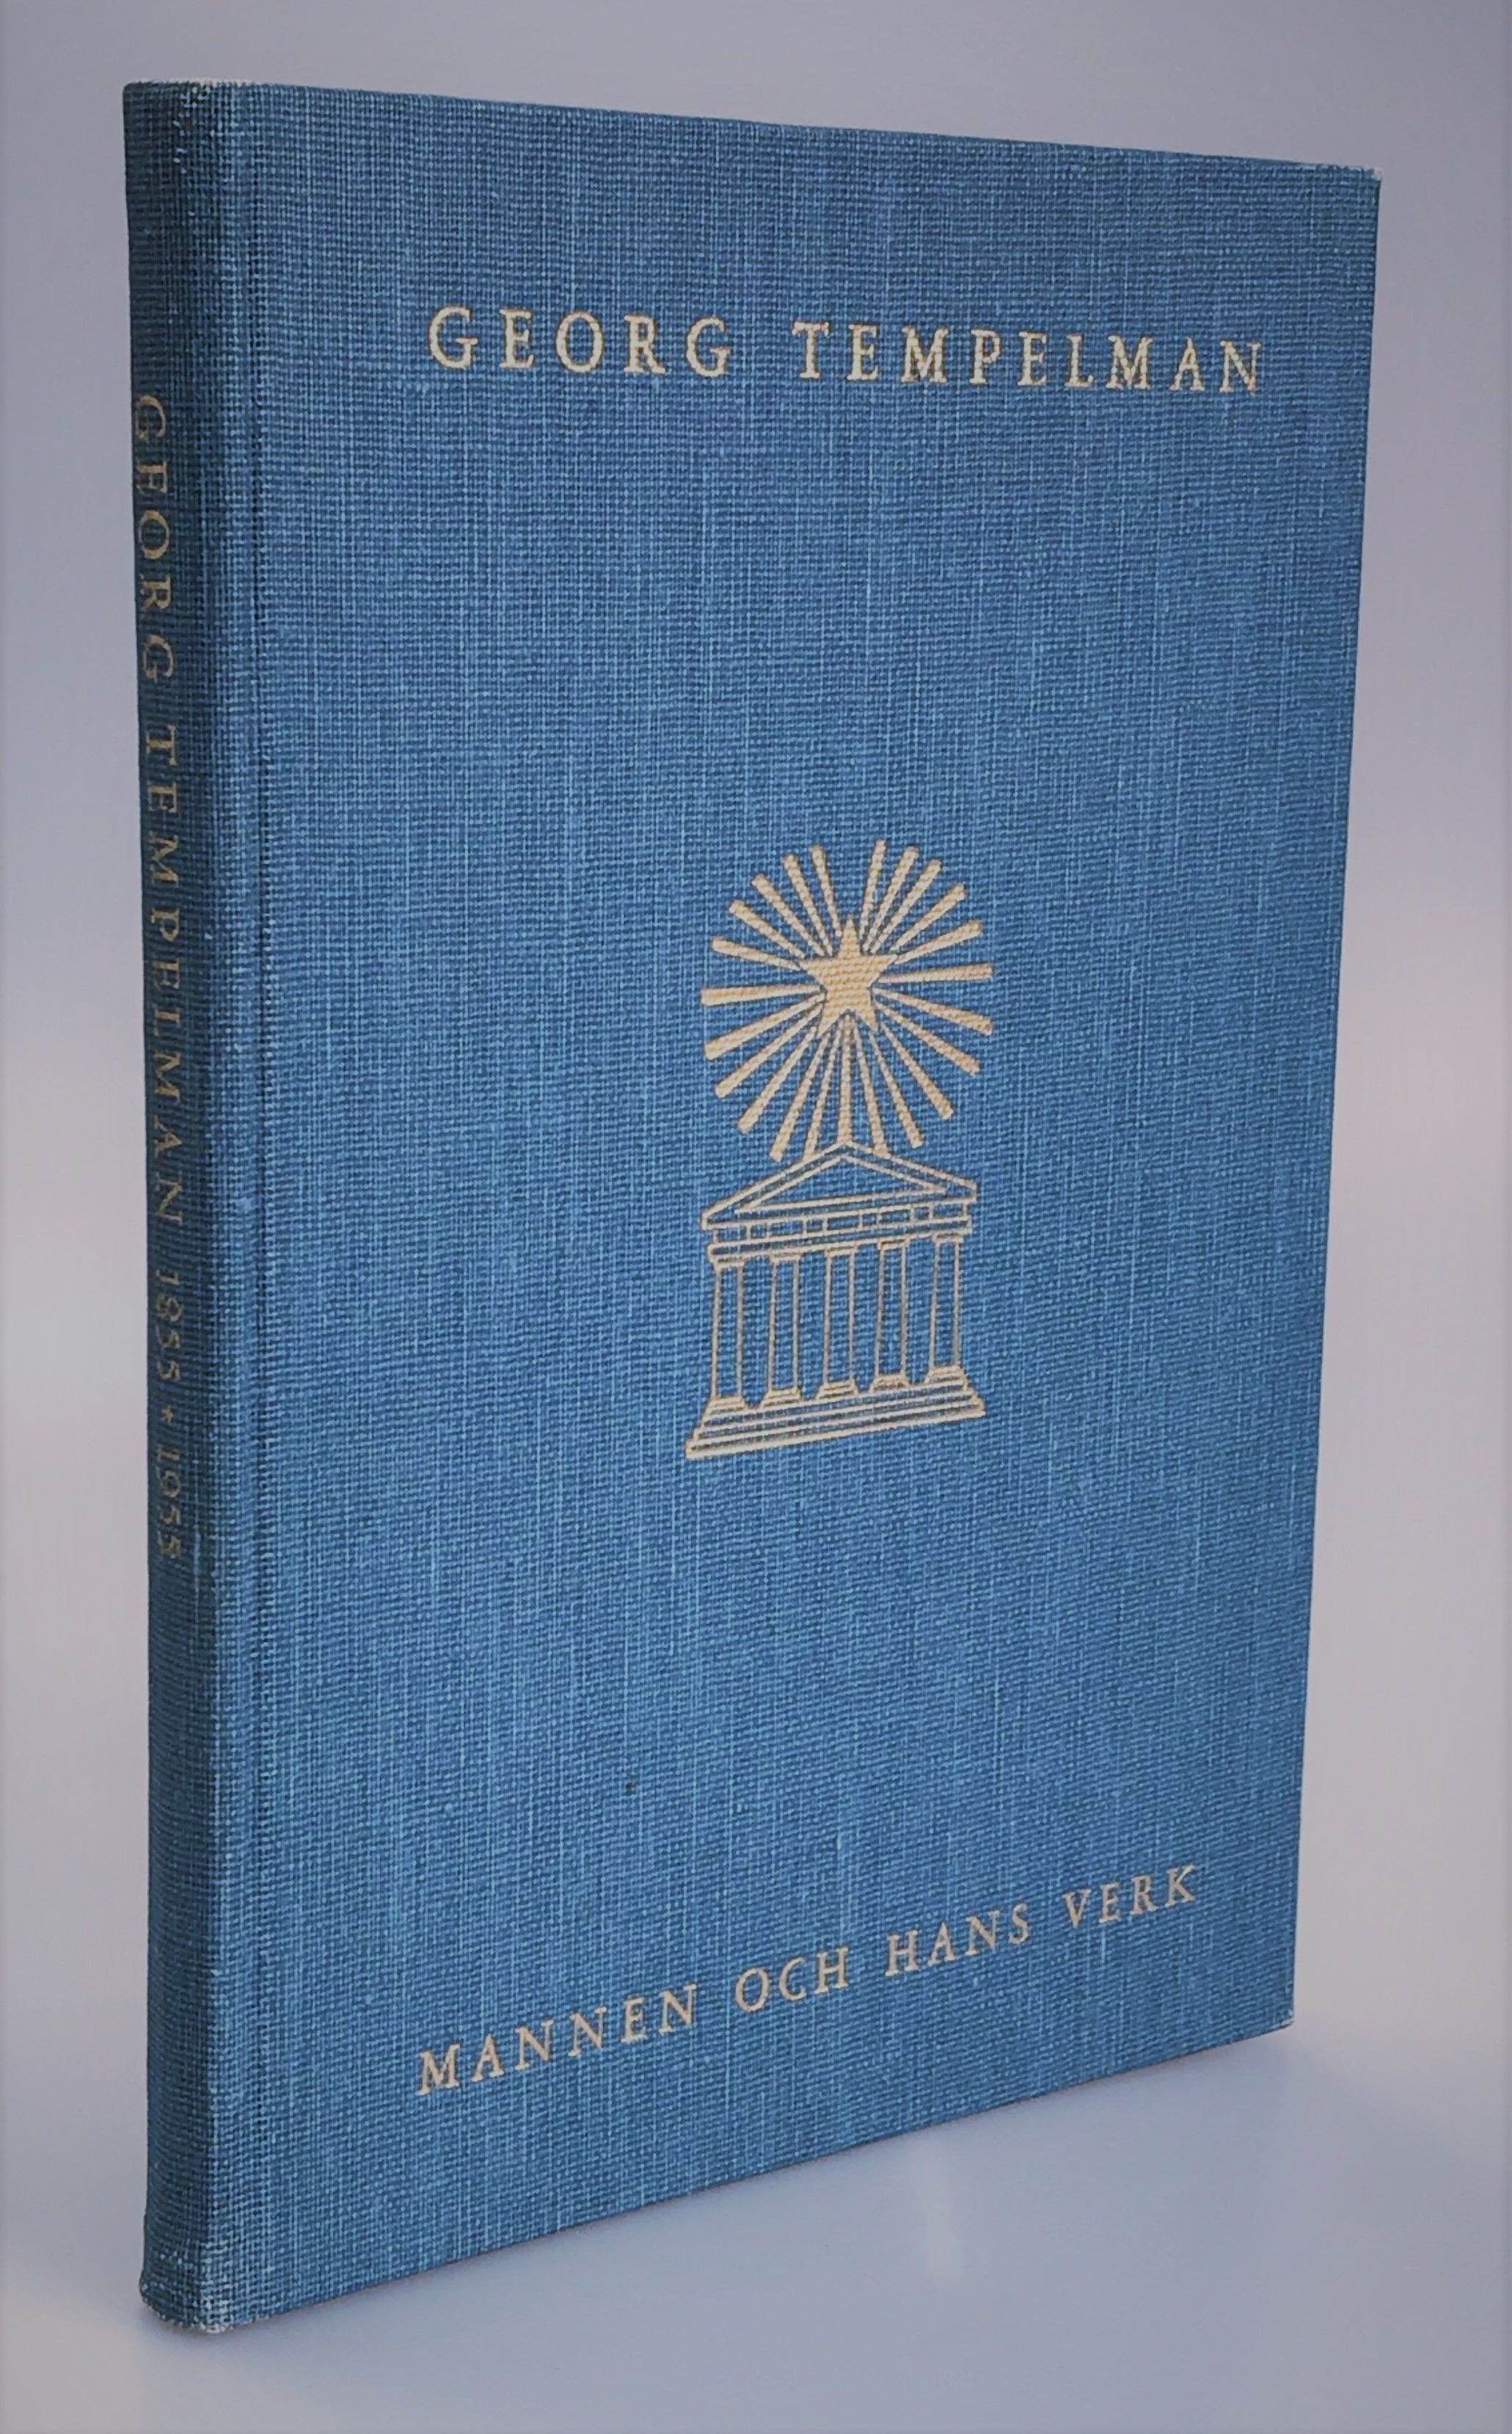 GEORG TEMPELMAN
MANNEN OCH HANS VERK
GEORG TEMPELMAN 1855 * 1955